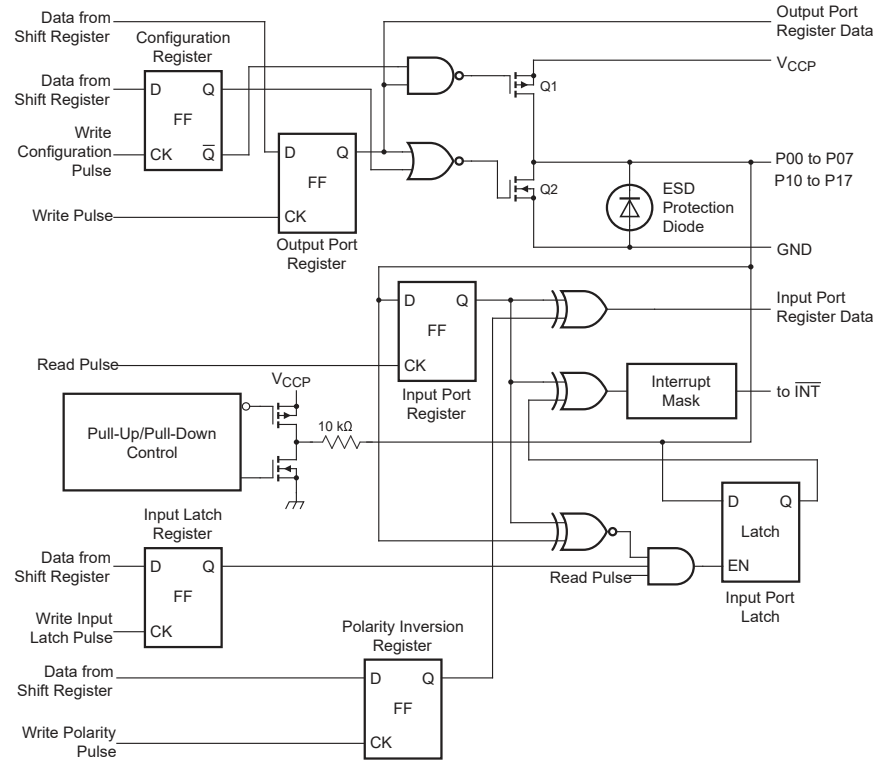 Data from
Shift Register
Configuration
Register
Data from
Shift Register
D
Q
FF
CK
Q̅
Write
Configuration
Pulse
Write Pulse
D
Q
FF
CK
Output Port
Register
Output Port
Register Data
VCCP
Q1
Q2
P00 to P07
P10 to P17
ESD
Protection
Diode
GND
D
Q
FF
CK
Input Port
Register
Read Pulse
Input Port
Register Data
Interrupt
Mask
to I̅N̅T̅
VCCP
Pull-Up/Pull-Down
Control
10 kΩ
D
Q
Latch
EN
Input Port
Latch
Read Pulse
Input Latch
Register
Data from
Shift Register
D
Q
FF
CK
Write Input
Latch Pulse
Polarity Inversion
Register
Data from
Shift Register
D
Q
FF
CK
Write Polarity
Pulse